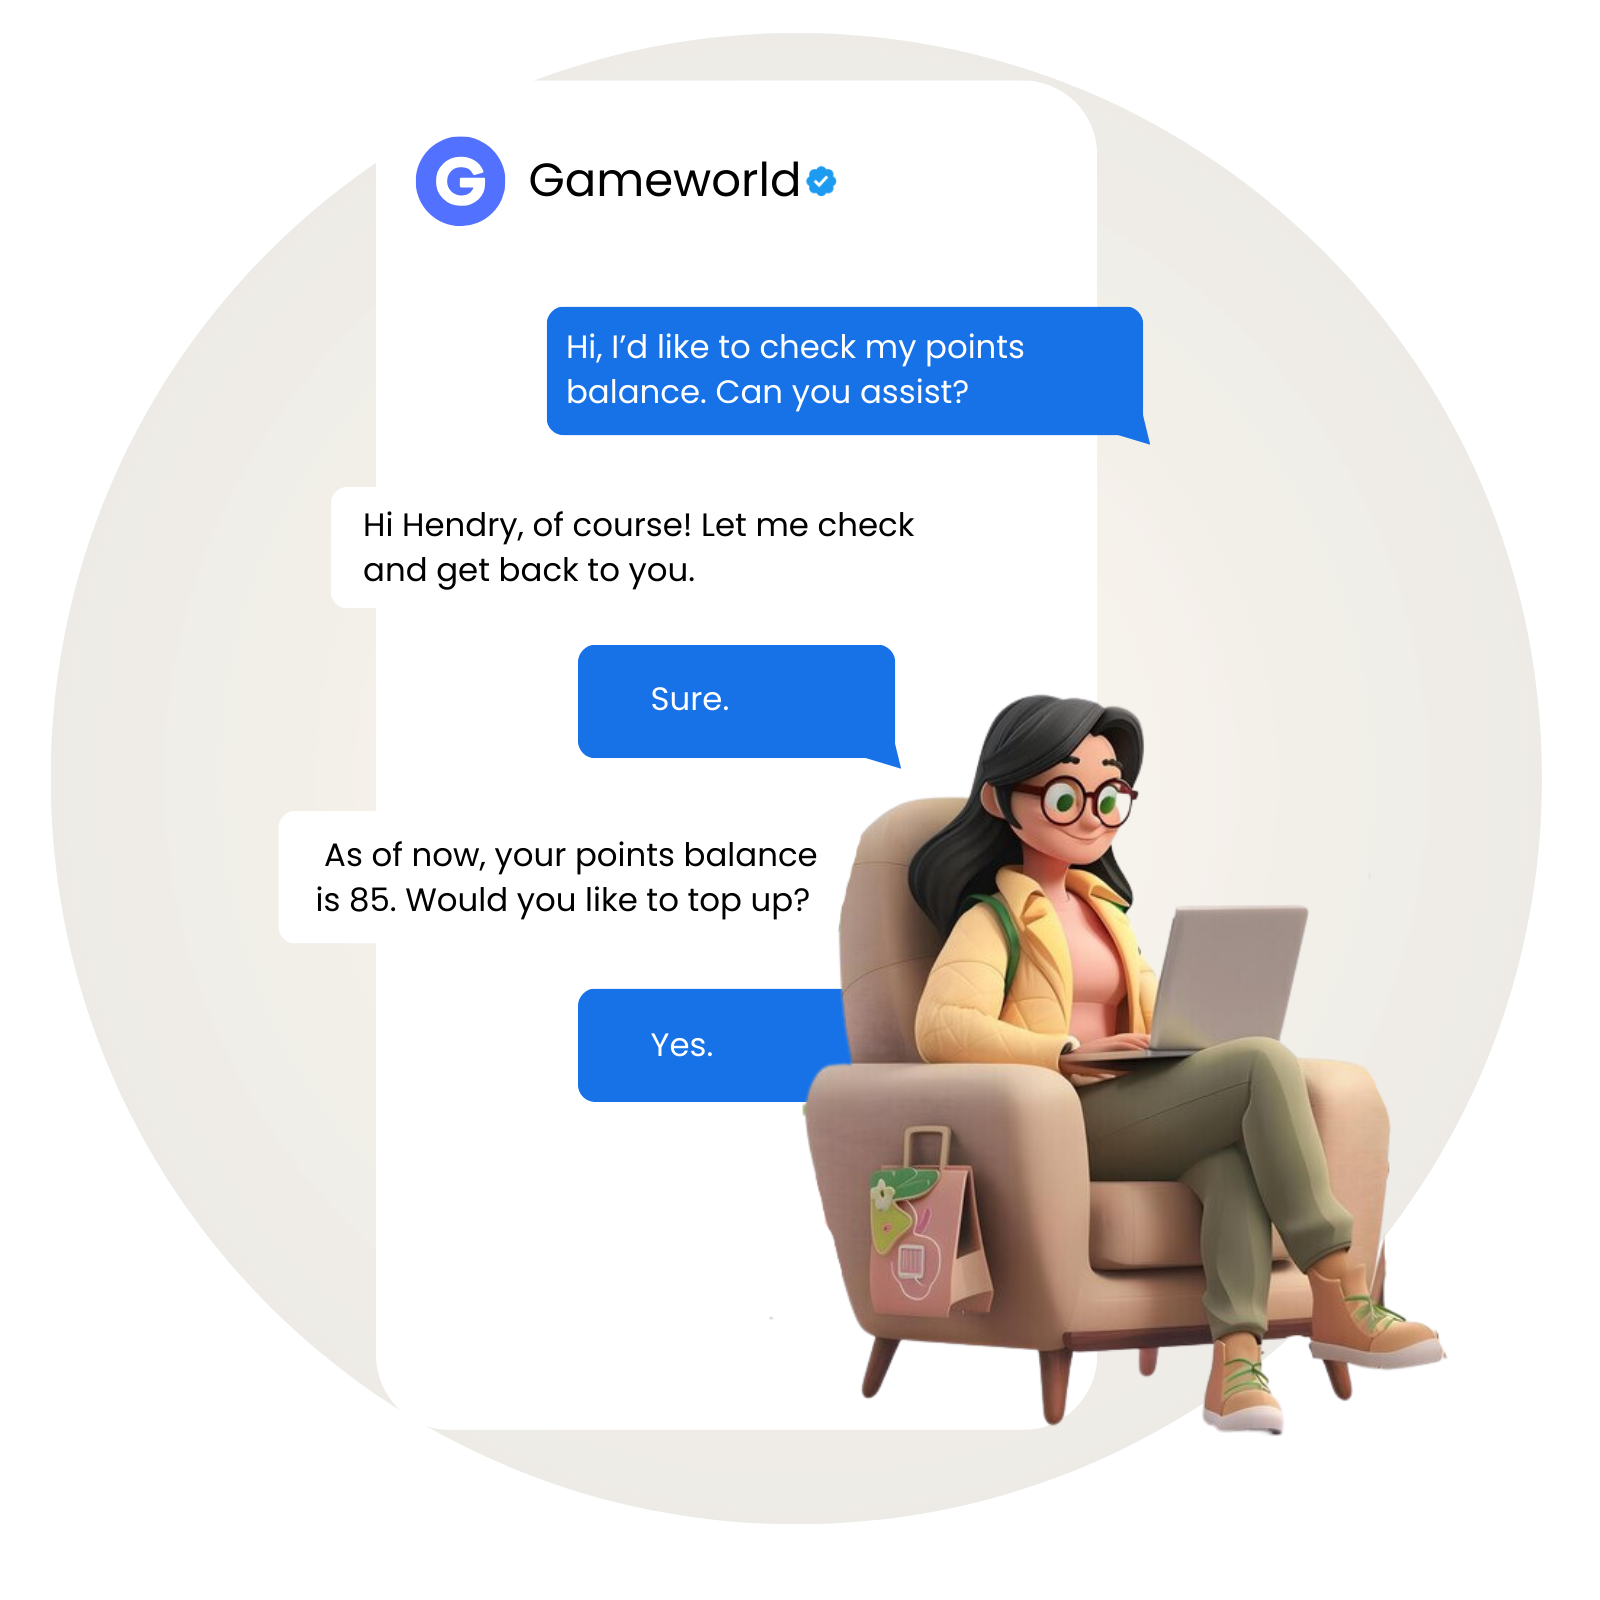 G
Gameworld
Hi, I’d like to check my points
balance. Can you assist?
Hi Hendry, of course! Let me check
and get back to you.
Sure.
As of now, your points balance
is 85. Would you like to top up?
Yes.